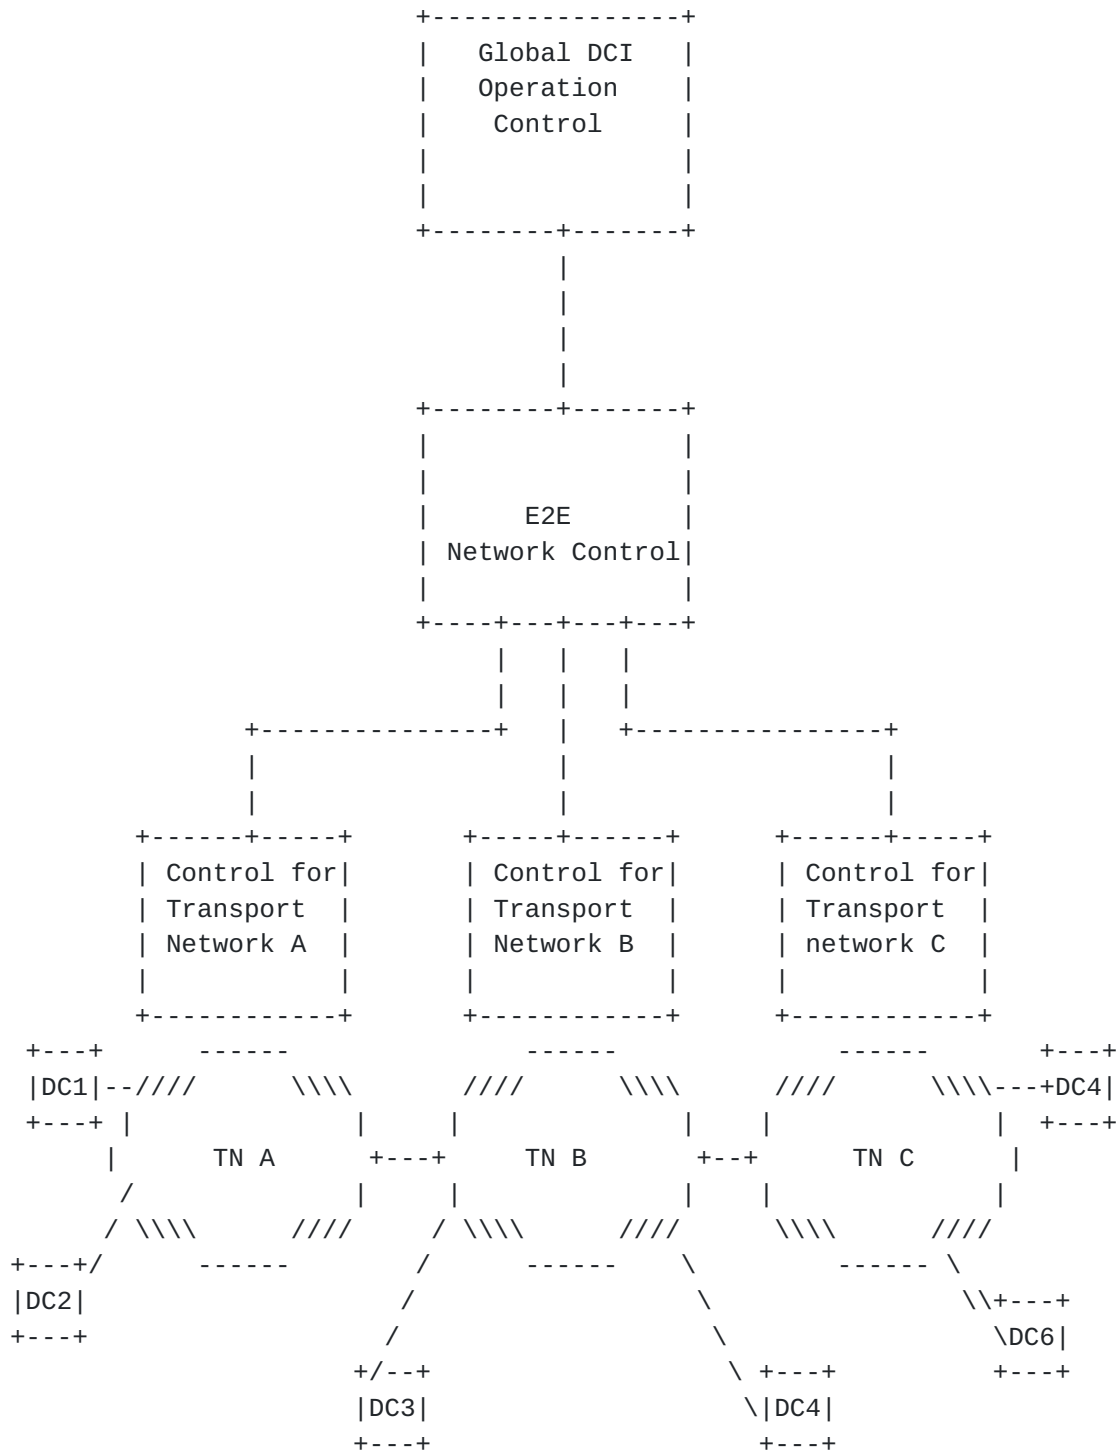 Global DCI
Operation
Control
E2E
Network Control
Control for
Transport
Network A
Control for
Transport
Network B
Control for
Transport
network C
DC1
DC4
TN A
TN B
TN C
DC2
DC6
DC3
DC4